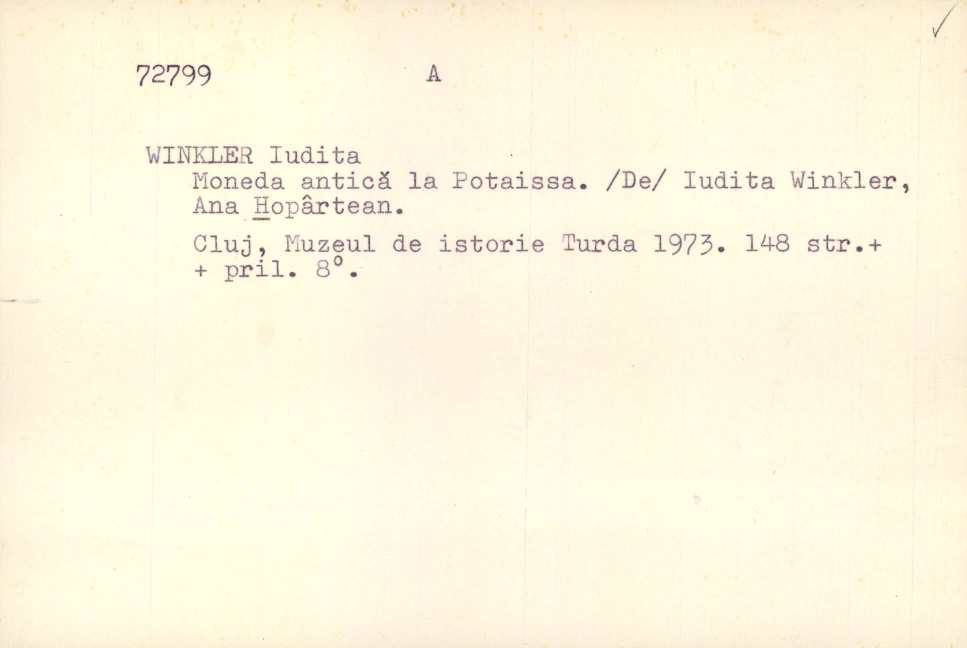 72799 A
WINKLER Iudita
Moneda antică la Potaissa. /De/ Iudita Winkler,
Ana Hopârtean.
Cluj, Muzeul de istorie Turda 1973. 148 str.+
+ pril. 8°.